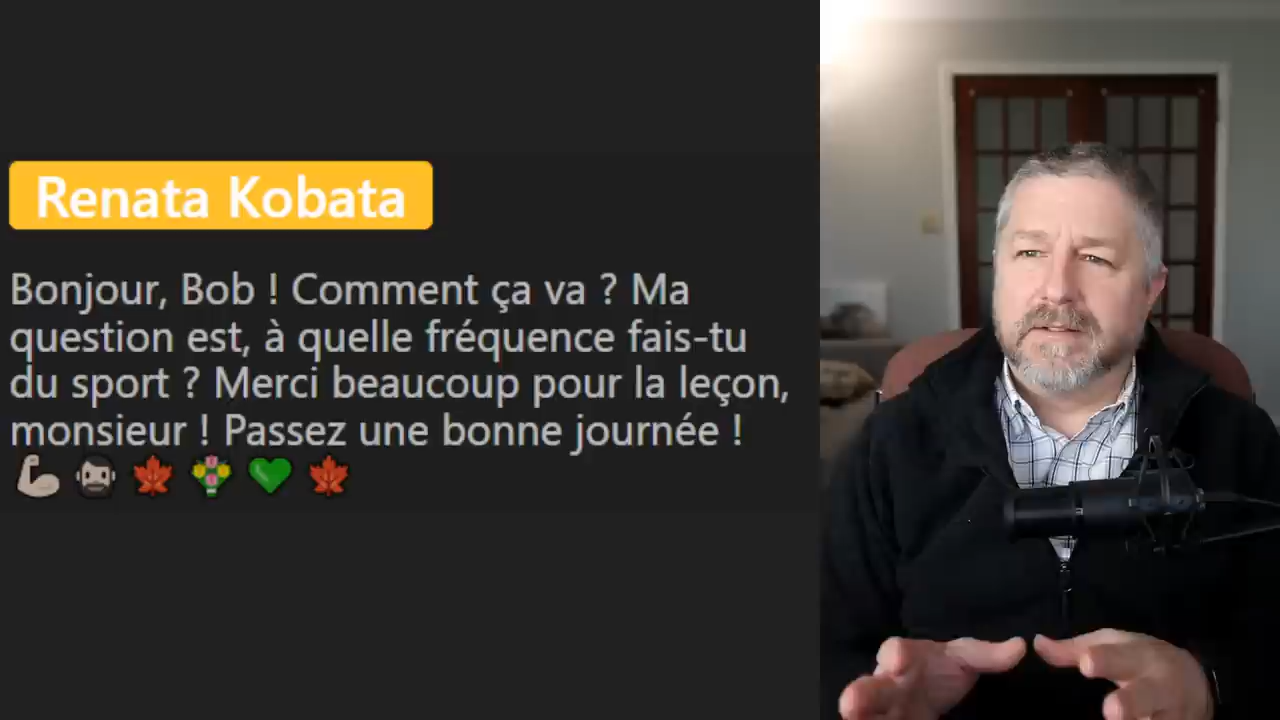 Renata Kobata
Bonjour, Bob ! Comment ça va ? Ma
question est, à quelle fréquence fais-tu
du sport ? Merci beaucoup pour la leçon,
monsieur ! Passez une bonne journée !